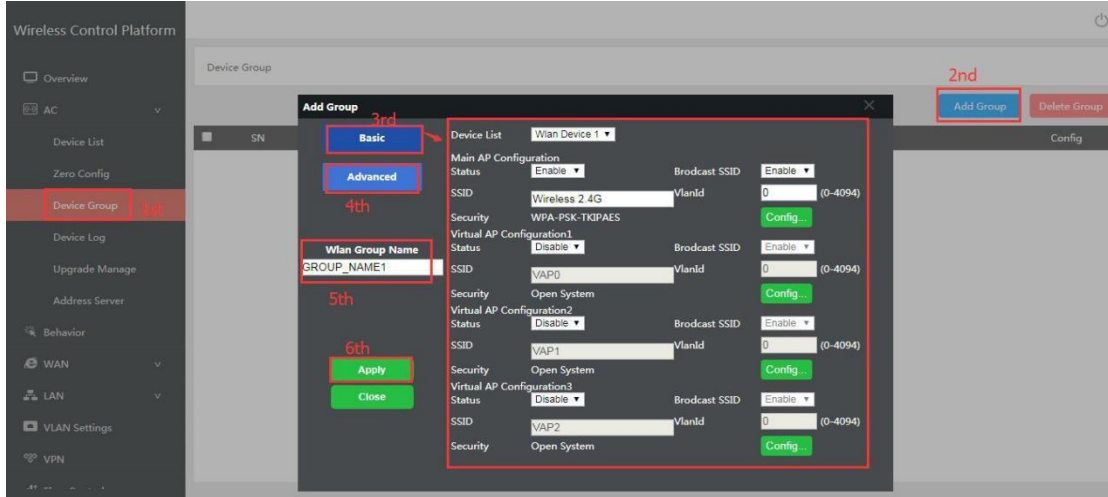 Wireless Control Platform
Overview
AC
Device List
Zero Config
Device Group
1st
Device Log
Upgrade Manage
Address Server
Behavior
WAN
LAN
VLAN Settings
VPN
Device Group
2nd
Add Group Delete Group
SN Config
Add Group
3rd
Basic
Advanced
4th
Wlan Group Name
GROUP_NAME1
5th
6th
Apply
Close
Device List Wlan Device 1
Main AP Configuration
Status Enable Brodcast SSID Enable
SSID Wireless 2.4G VlanId 0 (0-4094)
Security WPA-PSK-TKIPAES Config...
Virtual AP Configuration1
Status Disable Brodcast SSID Enable
SSID VAP0 VlanId 0 (0-4094)
Security Open System Config...
Virtual AP Configuration2
Status Disable Brodcast SSID Enable
SSID VAP1 VlanId 0 (0-4094)
Security Open System Config...
Virtual AP Configuration3
Status Disable Brodcast SSID Enable
SSID VAP2 VlanId 0 (0-4094)
Security Open System Config...